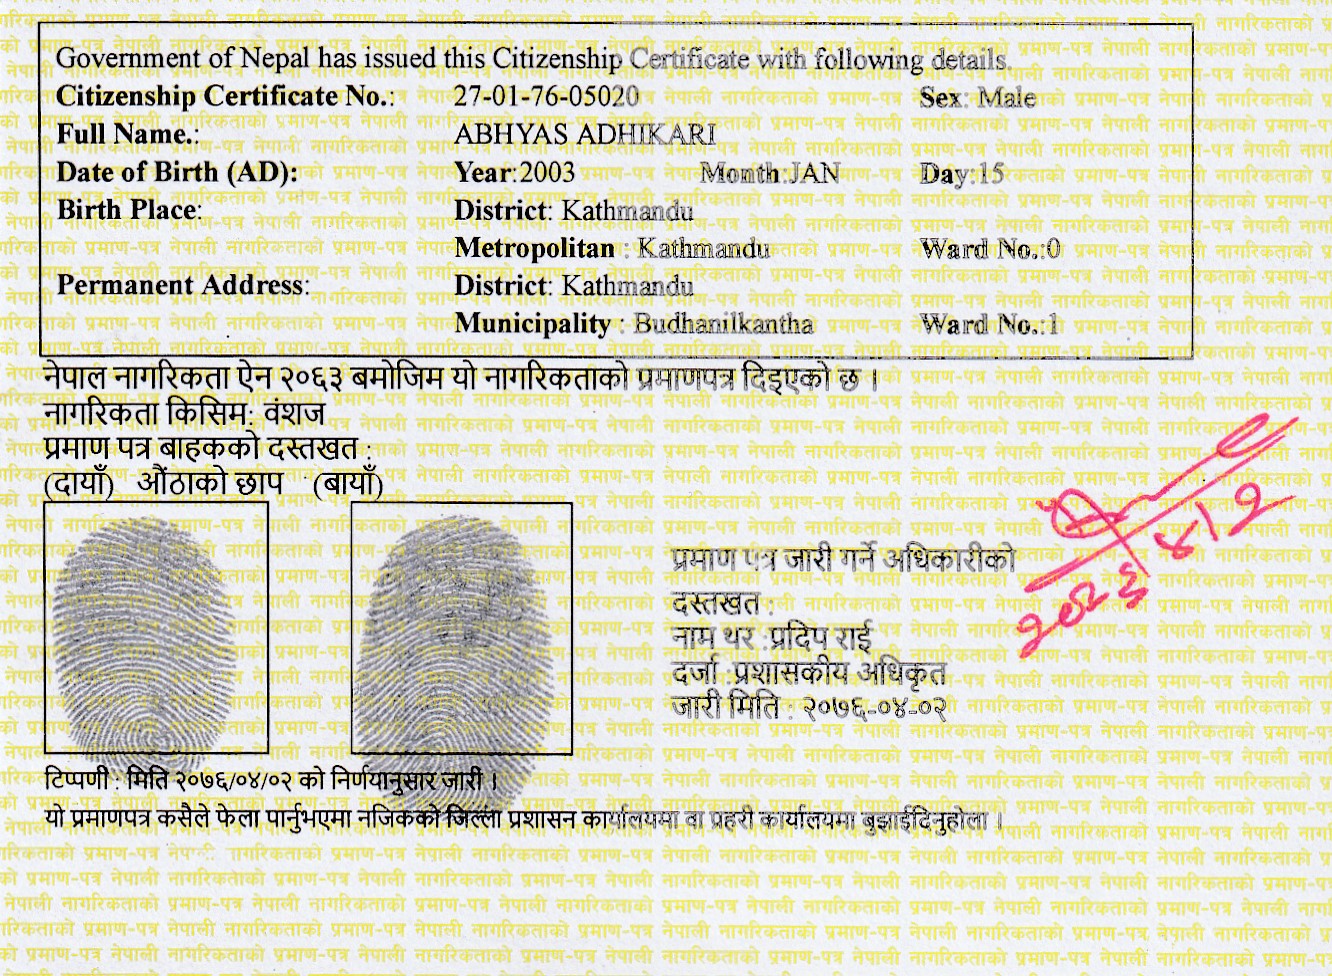 Government of Nepal has issued this Citizenship Certificate with following details.
Citizenship Certificate No.: 27-01-76-05020 Sex: Male
Full Name.: ABHYAS ADHIKARI
Date of Birth (AD): Year:2003 Month:JAN Day:15
Birth Place: District: Kathmandu
Metropolitan : Kathmandu Ward No.:0
Permanent Address: District: Kathmandu
Municipality : Budhanilkantha Ward No.:1
नेपाल नागरिकता ऐन २०६३ बमोजिम यो नागरिकताको प्रमाणपत्र दिइएको छ ।
नागरिकता किसिम: वंशज
प्रमाण पत्र बाहकको दस्तखत :
(दायाँ) औंठाको छाप (बायाँ)
प्रमाण पत्र जारी गर्ने अधिकारीको
दस्तखत :
नाम थर :प्रदिप राई
दर्जा :प्रशासकीय अधिकृत
जारी मिति : २०७६-०४-०२
टिप्पणी : मिति २०७६/०४/०२ को निर्णयानुसार जारी ।
यो प्रमाणपत्र कसैले फेला पार्नुभएमा नजिकको जिल्ला प्रशासन कार्यालयमा वा प्रहरी कार्यालयमा बुझाईदिनुहोला ।